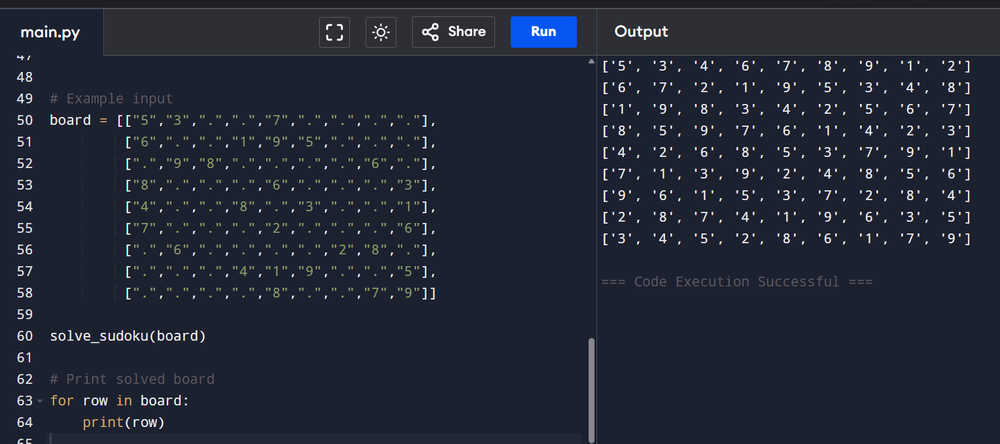 main.py
Share
Run
Output
47
48
49 # Example input
50 board = [["5","3",".",".","7",".",".",".","."],
51 ["6",".",".","1","9","5",".",".","."],
52 [".","9","8",".",".",".",".","6","."],
53 ["8",".",".",".","6",".",".",".","3"],
54 ["4",".",".","8",".","3",".",".","1"],
55 ["7",".",".",".","2",".",".",".","6"],
56 [".","6",".",".",".",".","2","8","."],
57 [".",".",".","4","1","9",".",".","5"],
58 [".",".",".",".","8",".",".","7","9"]]
59
60 solve_sudoku(board)
61
62 # Print solved board
63 for row in board:
64 print(row)
65
['5', '3', '4', '6', '7', '8', '9', '1', '2']
['6', '7', '2', '1', '9', '5', '3', '4', '8']
['1', '9', '8', '3', '4', '2', '5', '6', '7']
['8', '5', '9', '7', '6', '1', '4', '2', '3']
['4', '2', '6', '8', '5', '3', '7', '9', '1']
['7', '1', '3', '9', '2', '4', '8', '5', '6']
['9', '6', '1', '5', '3', '7', '2', '8', '4']
['2', '8', '7', '4', '1', '9', '6', '3', '5']
['3', '4', '5', '2', '8', '6', '1', '7', '9']
=== Code Execution Successful ===